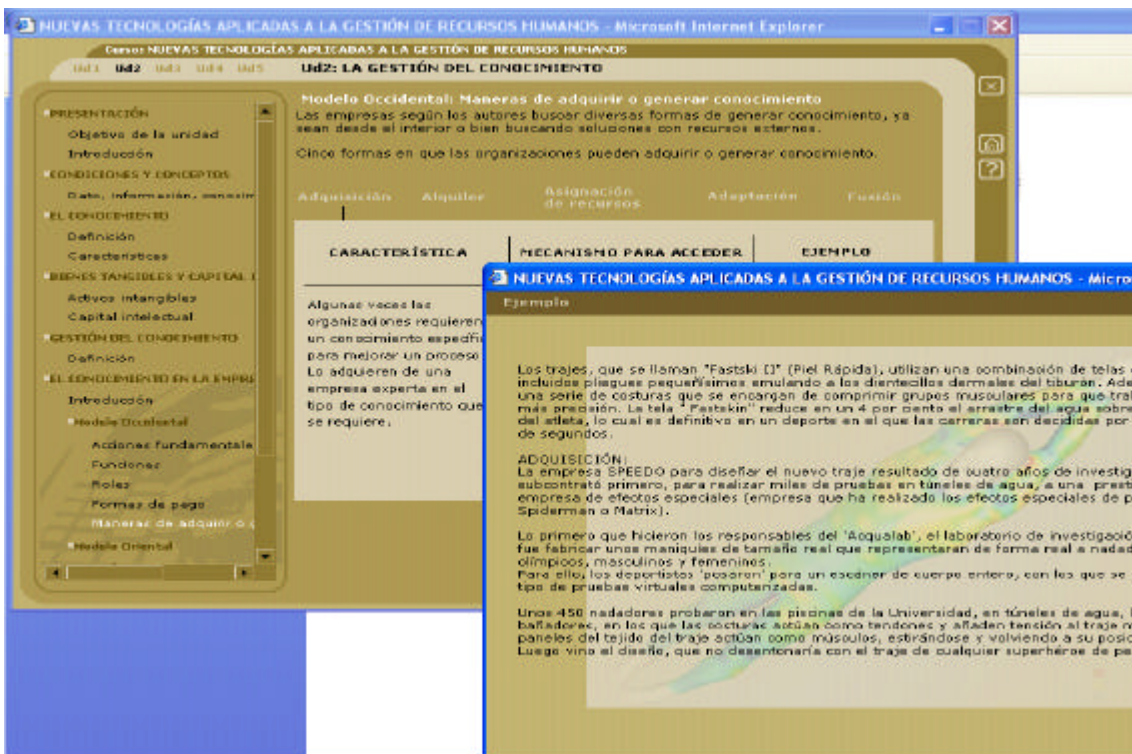 NUEVAS TECNOLOGÍAS APLICADAS A LA GESTIÓN DE RECURSOS HUMANOS - Microsoft Internet Explorer
Curso: NUEVAS TECNOLOGÍAS APLICADAS A LA GESTIÓN DE RECURSOS HUMANOS
Ud1 Ud2 Ud3 Ud4 Ud5
Ud2: LA GESTIÓN DEL CONOCIMIENTO
PRESENTACIÓN
Objetivo de la unidad
Introducción
CONDICIONES Y CONCEPTOS
Dato, información, conocim
EL CONOCIMIENTO
Definición
Características
BIENES TANGIBLES Y CAPITAL I
Activos intangibles
Capital intelectual
GESTIÓN DEL CONOCIMIENTO
Definición
EL CONOCIMIENTO EN LA EMPRE
Introducción
Modelo Occidental
Acciones fundamentale
Funciones
Roles
Formas de pago
Maneras de adquirir o g
Modelo Oriental
Modelo Occidental: Maneras de adquirir o generar conocimiento
Las empresas según los autores buscar diversas formas de generar conocimiento, ya
sean desde el interior o bien buscando soluciones con recursos externos.
Cinco formas en que las organizaciones pueden adquirir o generar conocimiento.
Adquisición Alquiler Asignación de recursos Adaptación Fusión
CARACTERÍSTICA MECANISMO PARA ACCEDER EJEMPLO
Algunas veces las
organizaciones requieren
un conocimiento específi
para mejorar un proceso
Lo adquieren de una
empresa experta en el
tipo de conocimiento que
se requiere.
NUEVAS TECNOLOGÍAS APLICADAS A LA GESTIÓN DE RECURSOS HUMANOS - Micro
Ejemplo
Los trajes, que se llaman "Fastski (Piel Rápida), utilizan una combinación de telas
incluidos pliegues pequeñísimos emulando a los dientecillos dermales del tiburón. Ade
una serie de costuras que se encargan de comprimir grupos musculares para que tra
más precisión. La tela "Fastskin" reduce en un 4 por ciento el arrastre del agua sobre
del atleta, lo cual es definitivo en un deporte en el que las carreras son decididas por
de segundos.
ADQUISICIÓN:
La empresa SPEEDO para diseñar el nuevo traje resultado de cuatro años de investig
subcontrató primero, para realizar miles de pruebas en túneles de agua, a una prest
empresa de efectos especiales (empresa que ha realizado los efectos especiales de p
Spiderman o Matrix).
Lo primero que hicieron los responsables del 'Acqualab', el laboratorio de investigació
fue fabricar unos maniquíes de tamaño real que representaran de forma real a nadad
olímpicos, masculinos y femeninos.
Para ello, los deportistas 'posaron' para un escáner de cuerpo entero, con los que se
tipo de pruebas virtuales computerizadas.
Unos 450 nadadores probaron en las piscinas de la Universidad, en túneles de agua,
bañadores, en los que las costuras actúan como tendones y añaden tensión al traje
paneles del tejido del traje actúan como músculos, estirándose y volviendo a su posic
Luego vino el diseño, que no desentonaría con el traje de cualquier superhéroe de pe